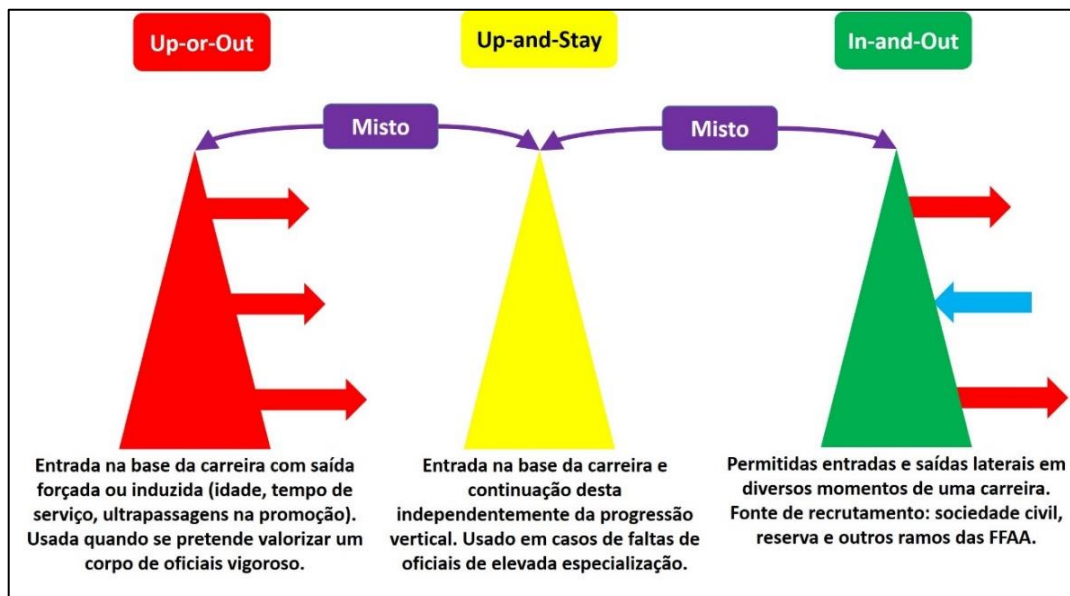 Up-or-Out
Up-and-Stay
In-and-Out
Misto
Misto
Entrada na base da carreira com saída
forçada ou induzida (idade, tempo de
serviço, ultrapassagens na promoção).
Usada quando se pretende valorizar um
corpo de oficiais vigoroso.
Entrada na base da carreira e
continuação desta
independentemente da progressão
vertical. Usado em casos de faltas de
oficiais de elevada especialização.
Permitidas entradas e saídas laterais em
diversos momentos de uma carreira.
Fonte de recrutamento: sociedade civil,
reserva e outros ramos das FFAA.